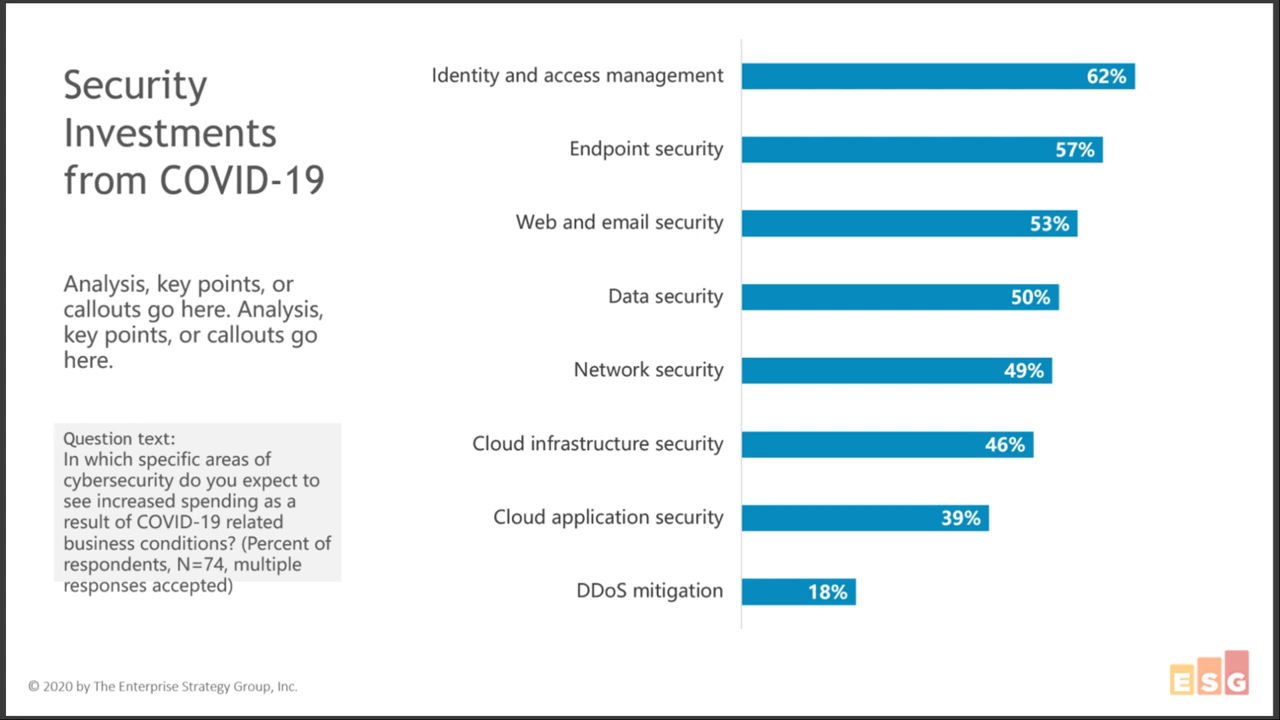 Security
Investments
from COVID-19
Analysis, key points, or
callouts go here. Analysis,
key points, or callouts go
here.
Question text:
In which specific areas of
cybersecurity do you expect to
see increased spending as a
result of COVID-19 related
business conditions? (Percent of
respondents, N=74, multiple
responses accepted)
Identity and access management 62%
Endpoint security 57%
Web and email security 53%
Data security 50%
Network security 49%
Cloud infrastructure security 46%
Cloud application security 39%
DDoS mitigation 18%
© 2020 by The Enterprise Strategy Group, Inc.
ESG